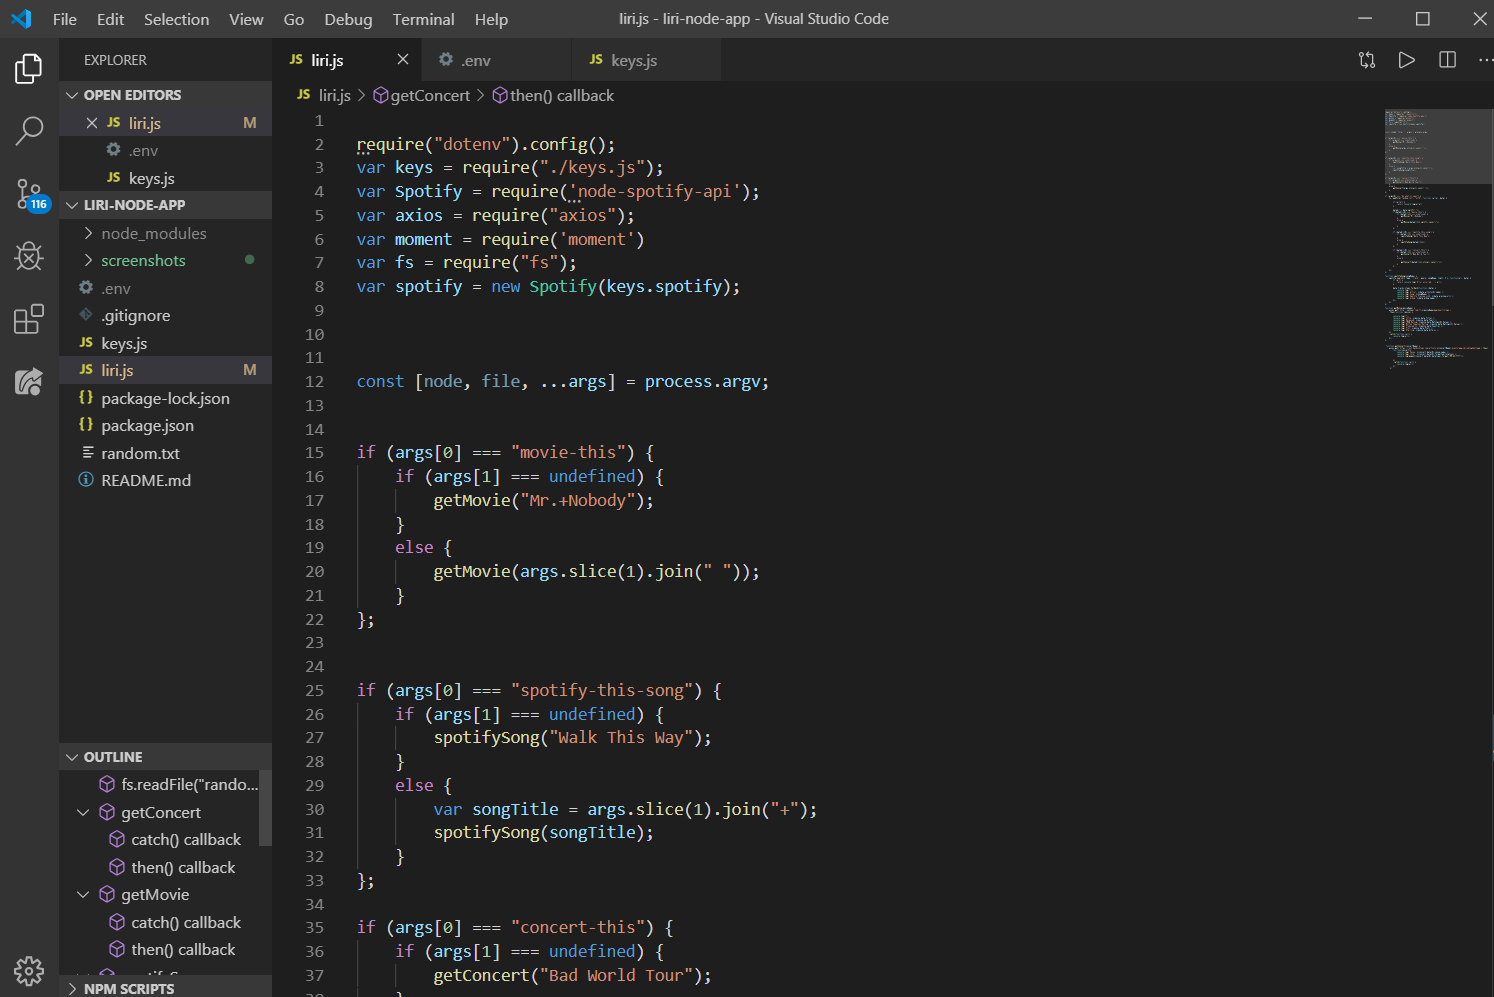 File Edit Selection View Go Debug Terminal Help liri.js - liri-node-app - Visual Studio Code
EXPLORER
OPEN EDITORS
JS liri.js M
.env
JS keys.js
LIRI-NODE-APP
node_modules
screenshots
.env
.gitignore
JS keys.js
JS liri.js M
{} package-lock.json
{} package.json
random.txt
README.md
116
OUTLINE
fs.readFile("rando...
getConcert
catch() callback
then() callback
getMovie
catch() callback
then() callback
NPM SCRIPTS
JS liri.js .env JS keys.js
JS liri.js > getConcert > then() callback
1
2 require("dotenv").config();
3 var keys = require("./keys.js");
4 var Spotify = require('node-spotify-api');
5 var axios = require("axios");
6 var moment = require('moment')
7 var fs = require("fs");
8 var spotify = new Spotify(keys.spotify);
9
10
11
12 const [node, file, ...args] = process.argv;
13
14
15 if (args[0] === "movie-this") {
16 if (args[1] === undefined) {
17 getMovie("Mr.+Nobody");
18 }
19 else {
20 getMovie(args.slice(1).join(" "));
21 }
22 };
23
24
25 if (args[0] === "spotify-this-song") {
26 if (args[1] === undefined) {
27 spotifySong("Walk This Way");
28 }
29 else {
30 var songTitle = args.slice(1).join("+");
31 spotifySong(songTitle);
32 }
33 };
34
35 if (args[0] === "concert-this") {
36 if (args[1] === undefined) {
37 getConcert("Bad World Tour");